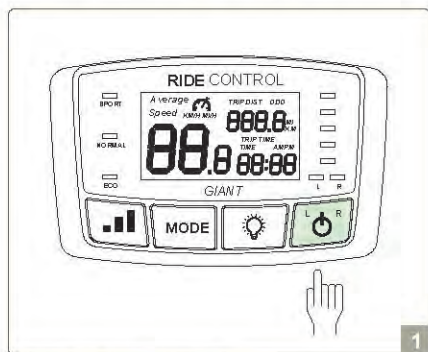 RIDE CONTROL
SPORT
NORMAL
ECO
Average
Speed KM/H MI/H
88.8
TRIP DIST ODO
888.8 MI
KM
TRIP TIME
TIME AM PM
88:88
L R
GIANT
MODE
L R
1